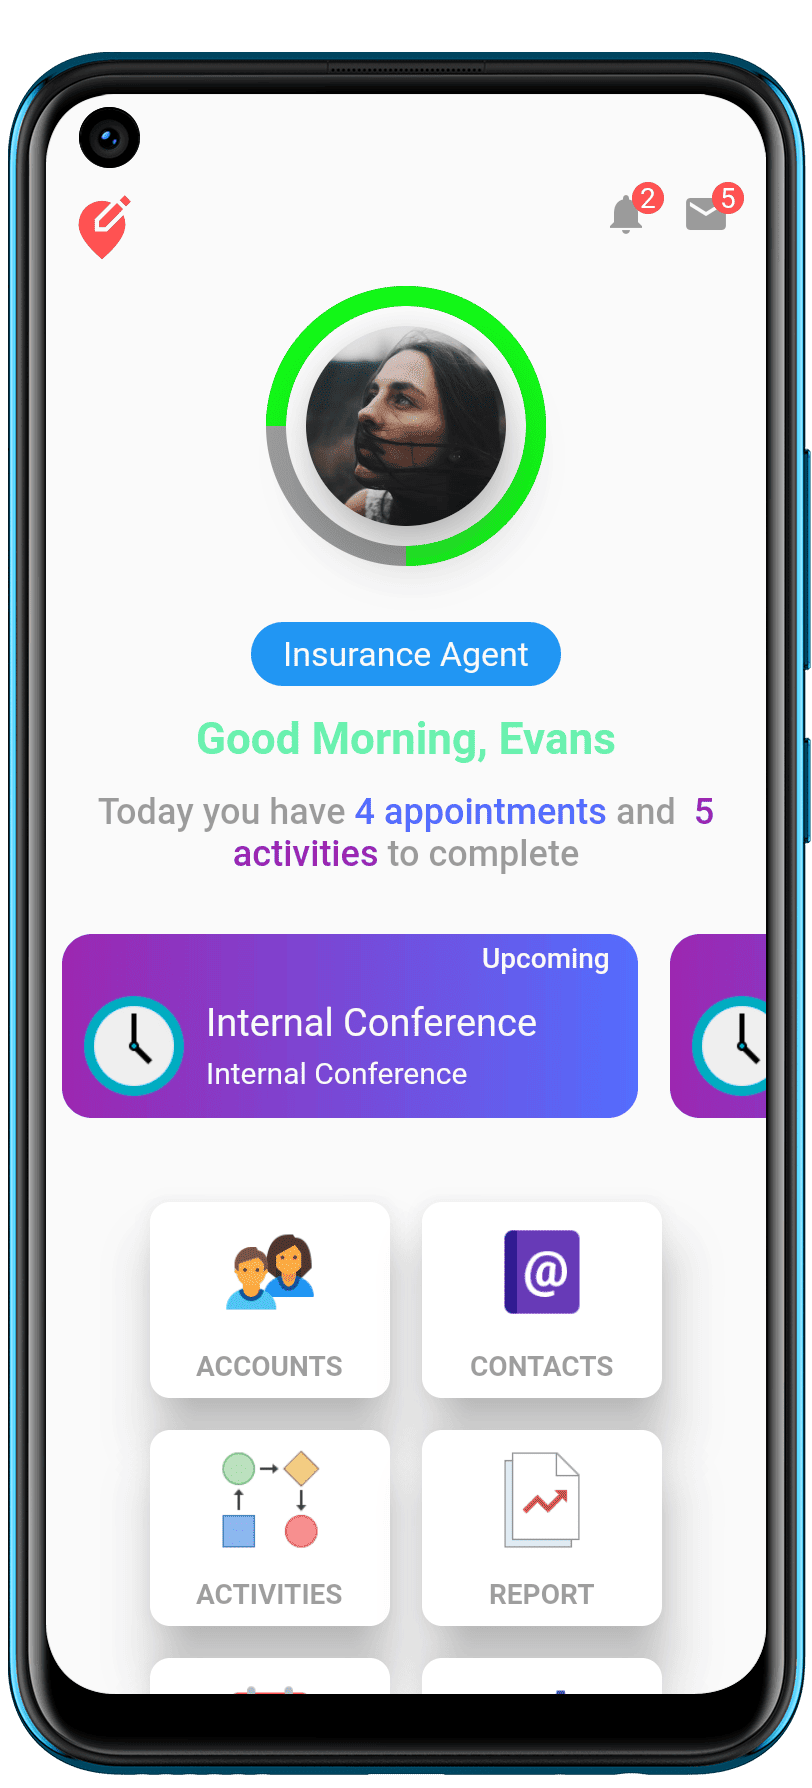 2
5
Insurance Agent
Good Morning, Evans
Today you have 4 appointments and 5
activities to complete
Upcoming
Internal Conference
Internal Conference
@
ACCOUNTS
CONTACTS
ACTIVITIES
REPORT